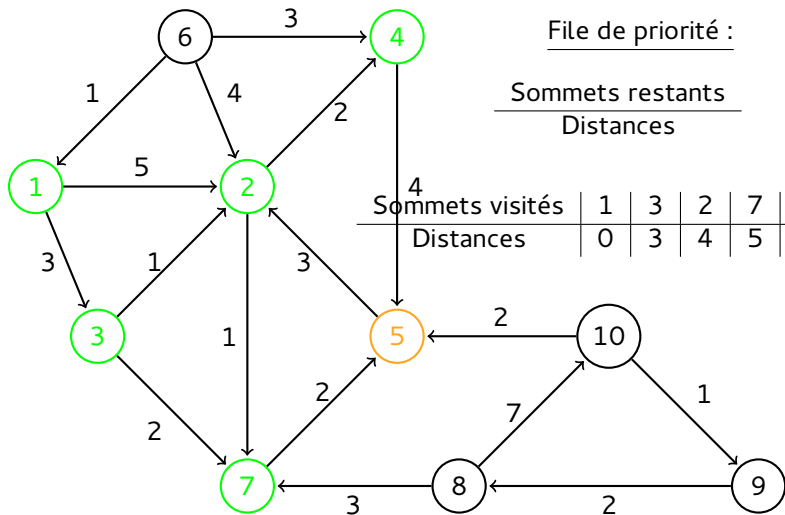 6 3 4 File de priorité :
1 4 2 Sommets restants
Distances
1 5 2 4
Sommets visités 1 3 2 7
Distances 0 3 4 5
3 1 3
3 1 2 5 2 10
2 2 7 1
7 3 8 2 9